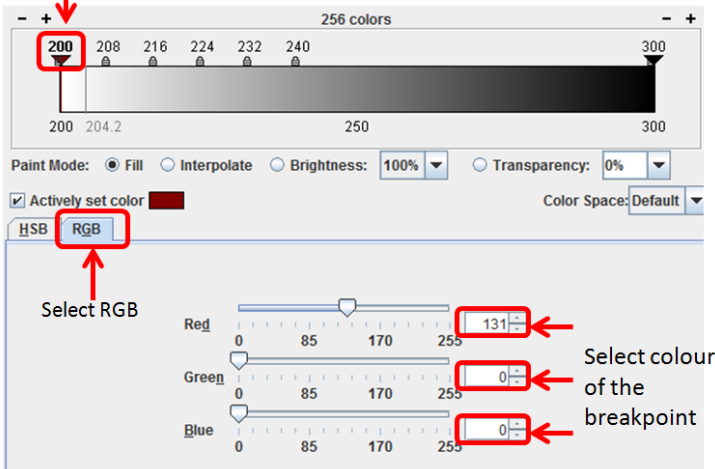 - + 256 colors - +
200 208 216 224 232 240 300
200 204.2 250 300
Paint Mode: Fill Interpolate Brightness: 100% Transparency: 0%
Actively set color Color Space: Default
HSB RGB
Select RGB
Red 131
0 85 170 255
Green 0
0 85 170 255
Blue 0
0 85 170 255
Select colour
of the
breakpoint